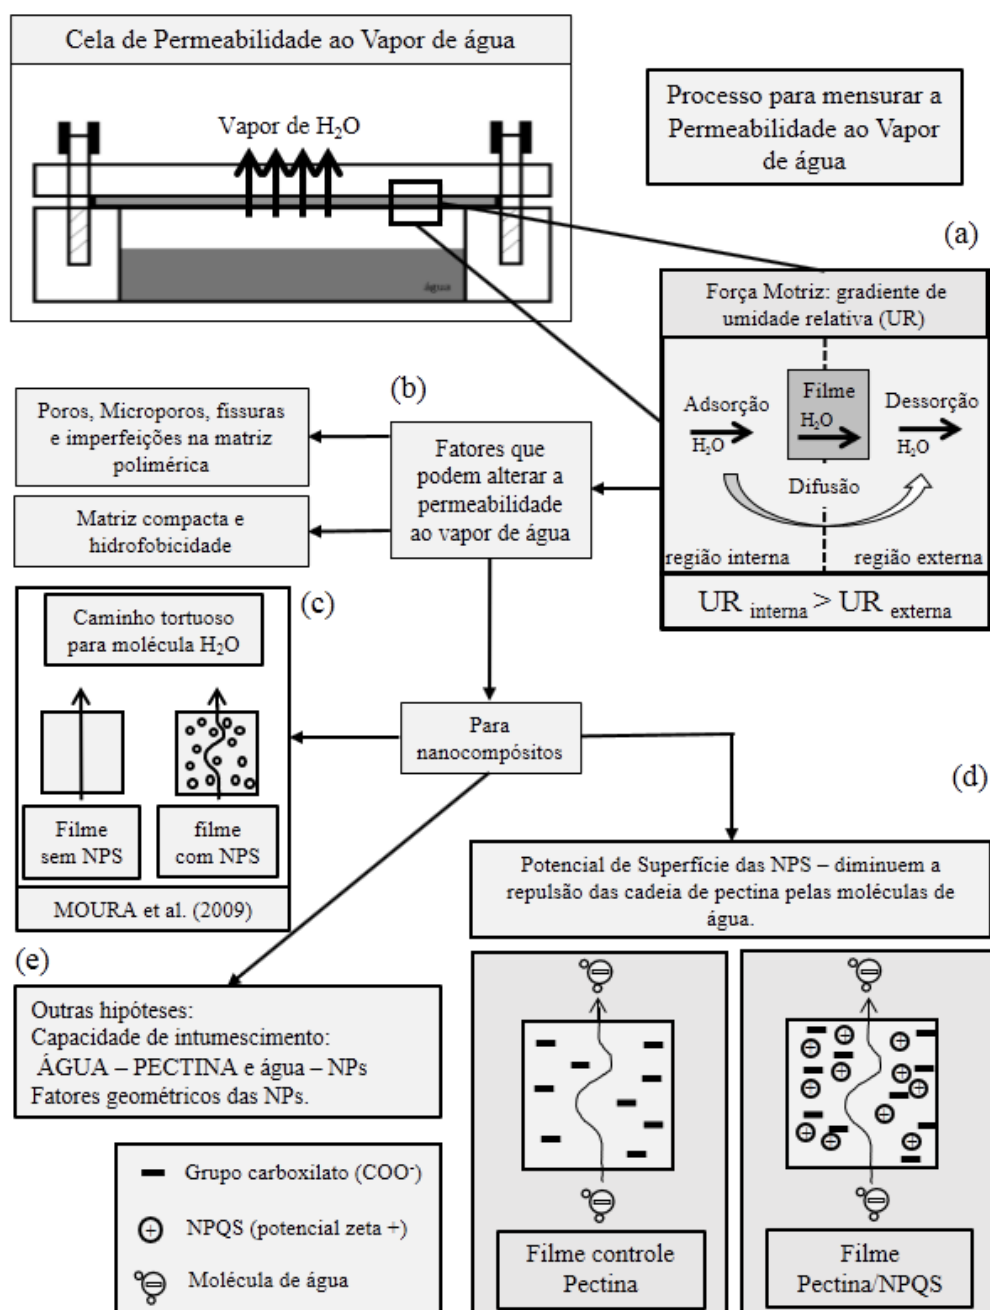 Cela de Permeabilidade ao Vapor de água
Vapor de H₂O
água
Processo para mensurar a
Permeabilidade ao Vapor
de água
(a)
Força Motriz: gradiente de
umidade relativa (UR)
Adsorção
H₂O
Filme
H₂O
Dessorção
H₂O
Difusão
região interna
região externa
UR interna > UR externa
(b)
Poros, Microporos, fissuras
e imperfeições na matriz
polimérica
Matriz compacta e
hidrofobicidade
Fatores que
podem alterar a
permeabilidade
ao vapor de água
(c)
Caminho tortuoso
para molécula H₂O
Filme
sem NPS
filme
com NPS
MOURA et al. (2009)
Para
nanocompósitos
(d)
Potencial de Superfície das NPS – diminuem a
repulsão das cadeia de pectina pelas moléculas de
água.
Filme controle
Pectina
Filme
Pectina/NPQS
(e)
Outras hipóteses:
Capacidade de intumescimento:
ÁGUA – PECTINA e água – NPs
Fatores geométricos das NPs.
Grupo carboxilato (COO⁻)
NPQS (potencial zeta +)
Molécula de água